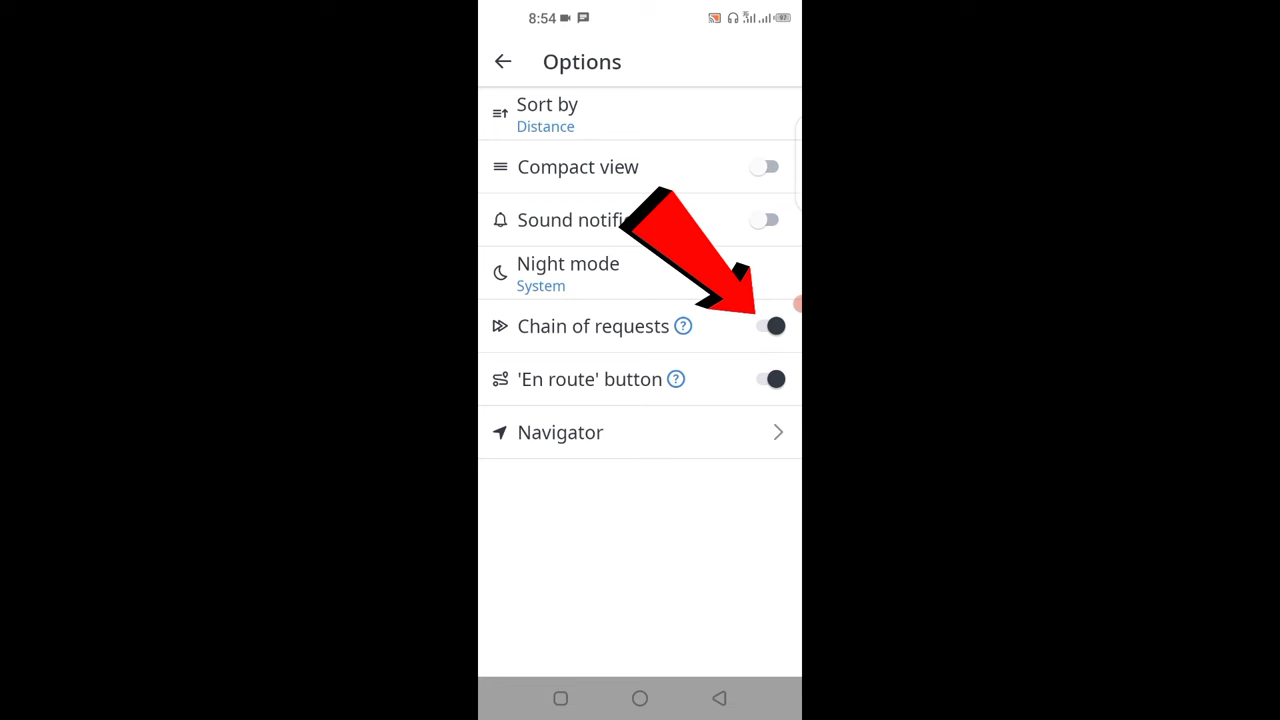 8:54
Options
Sort by
Distance
Compact view
Sound notifi
Night mode
System
Chain of requests ?
'En route' button ?
Navigator